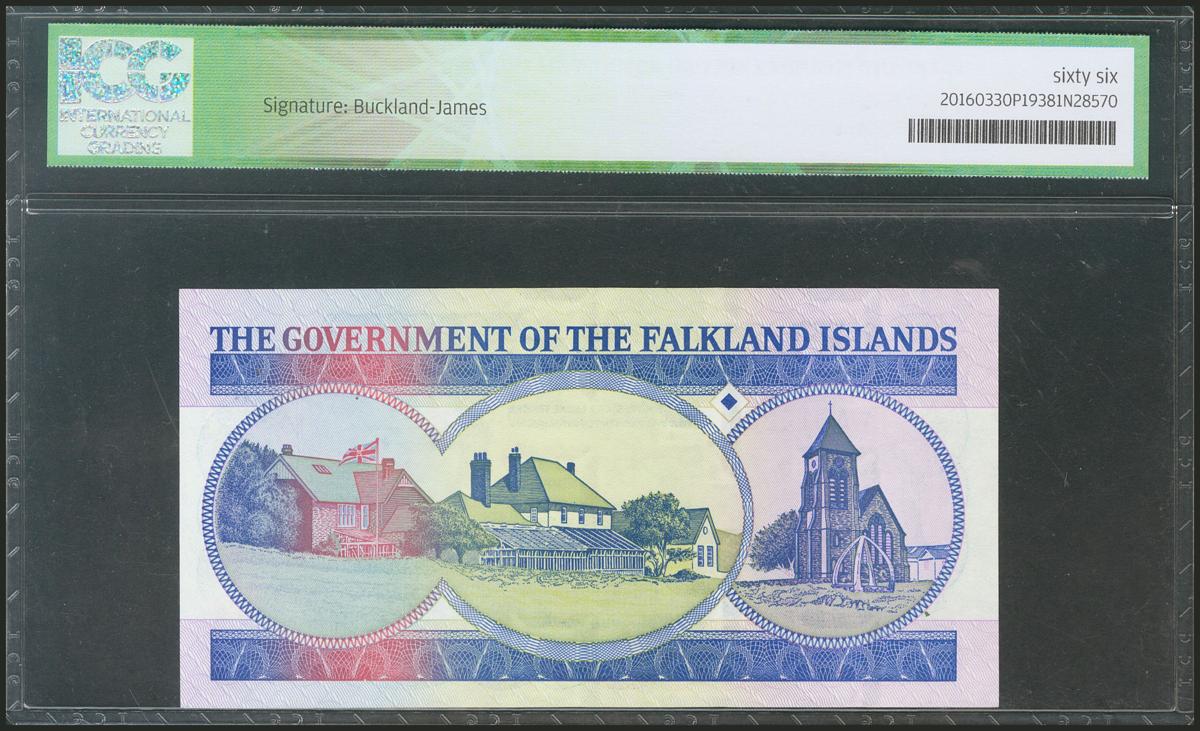 ICG
INTERNATIONAL
CURRENCY
GRADING
Signature: Buckland-James
sixty six
20160330P19381N28570
THE GOVERNMENT OF THE FALKLAND ISLANDS